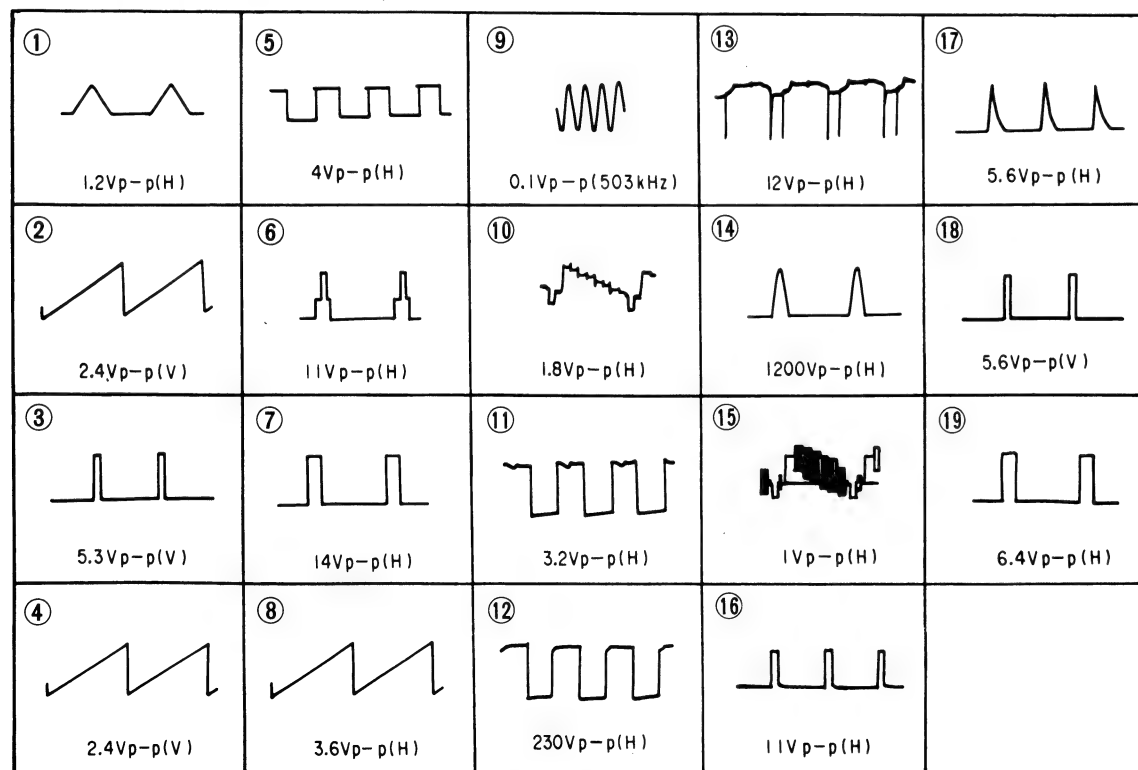 ①
1.2Vp-p(H)
⑤
4Vp-p(H)
⑨
0.1Vp-p(503kHz)
⑬
12Vp-p(H)
⑰
5.6Vp-p(H)
②
2.4Vp-p(V)
⑥
11Vp-p(H)
⑩
1.8Vp-p(H)
⑭
1200Vp-p(H)
⑱
5.6Vp-p(V)
③
5.3Vp-p(V)
⑦
14Vp-p(H)
⑪
3.2Vp-p(H)
⑮
1Vp-p(H)
⑲
6.4Vp-p(H)
④
2.4Vp-p(V)
⑧
3.6Vp-p(H)
⑫
230Vp-p(H)
⑯
11Vp-p(H)